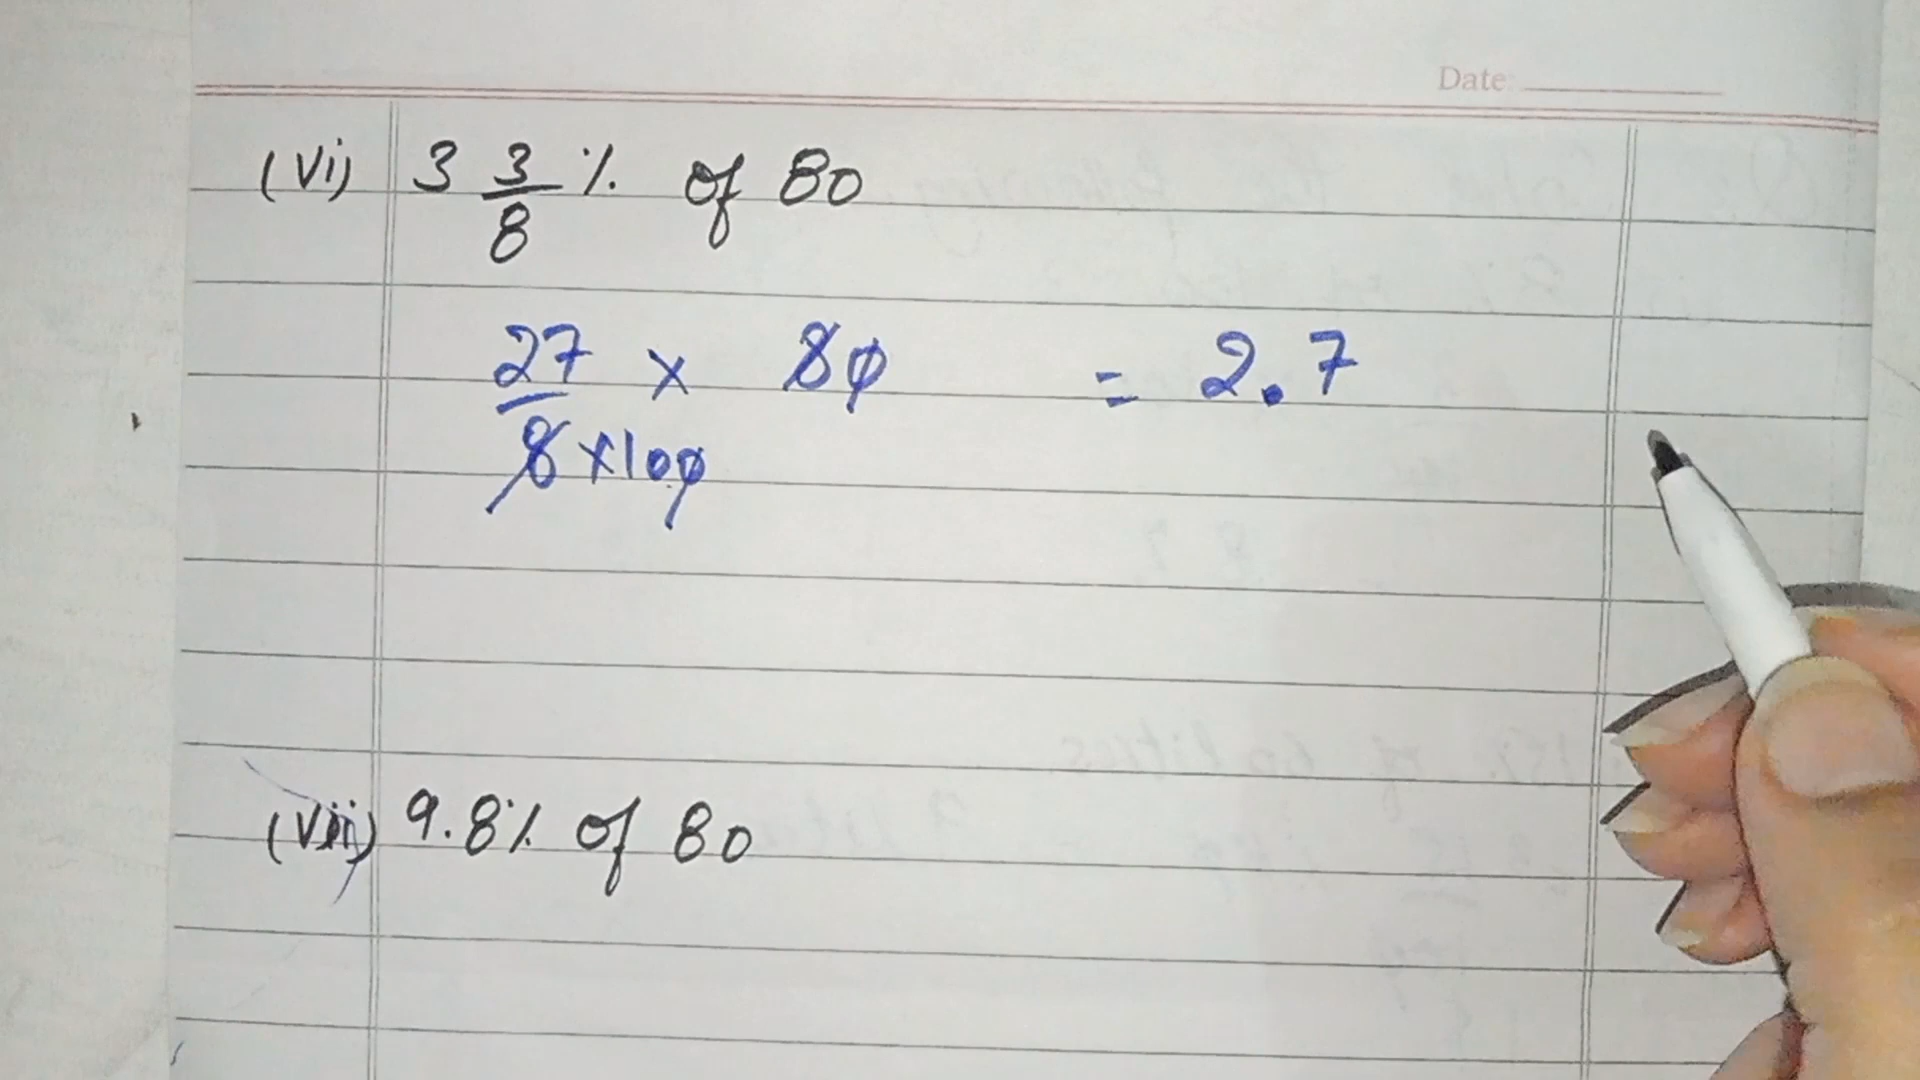 Date
(vi) 3 3/8 % of 80
27/(8×100) × 80 = 2.7
(vii) 9.8% of 80